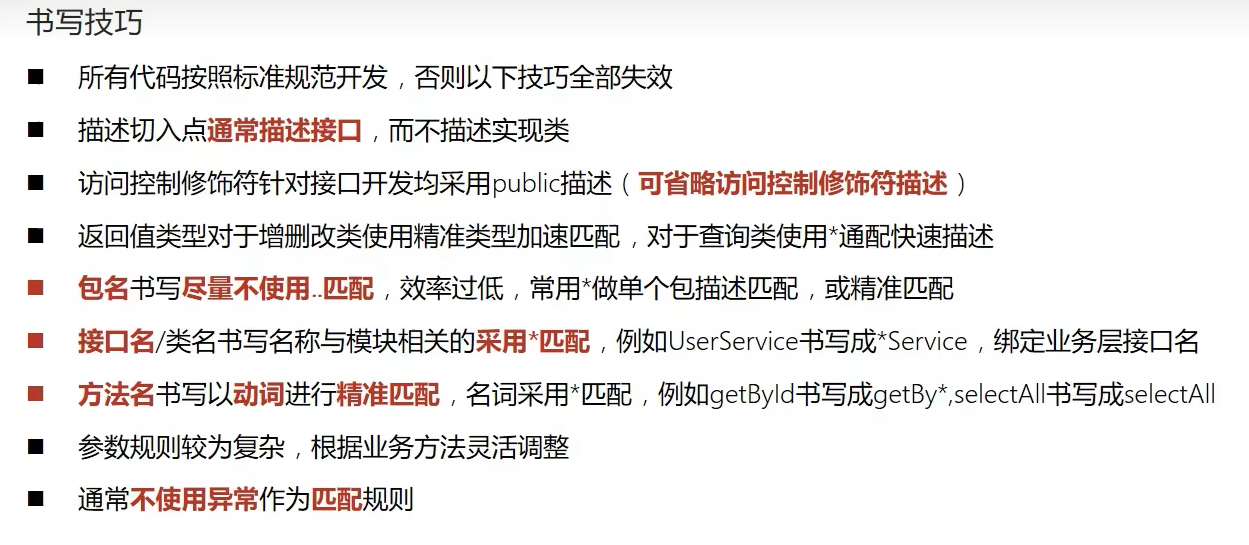 书写技巧
所有代码按照标准规范开发，否则以下技巧全部失效
描述切入点通常描述接口，而不描述实现类
访问控制修饰符针对接口开发均采用public描述（可省略访问控制修饰符描述）
返回值类型对于增删改类使用精准类型加速匹配，对于查询类使用*通配快速描述
包名书写尽量不使用..匹配，效率过低，常用*做单个包描述匹配，或精准匹配
接口名/类名书写名称与模块相关的采用*匹配，例如UserService书写成*Service，绑定业务层接口名
方法名书写以动词进行精准匹配，名词采用*匹配，例如getById书写成getBy*,selectAll书写成selectAll
参数规则较为复杂，根据业务方法灵活调整
通常不使用异常作为匹配规则